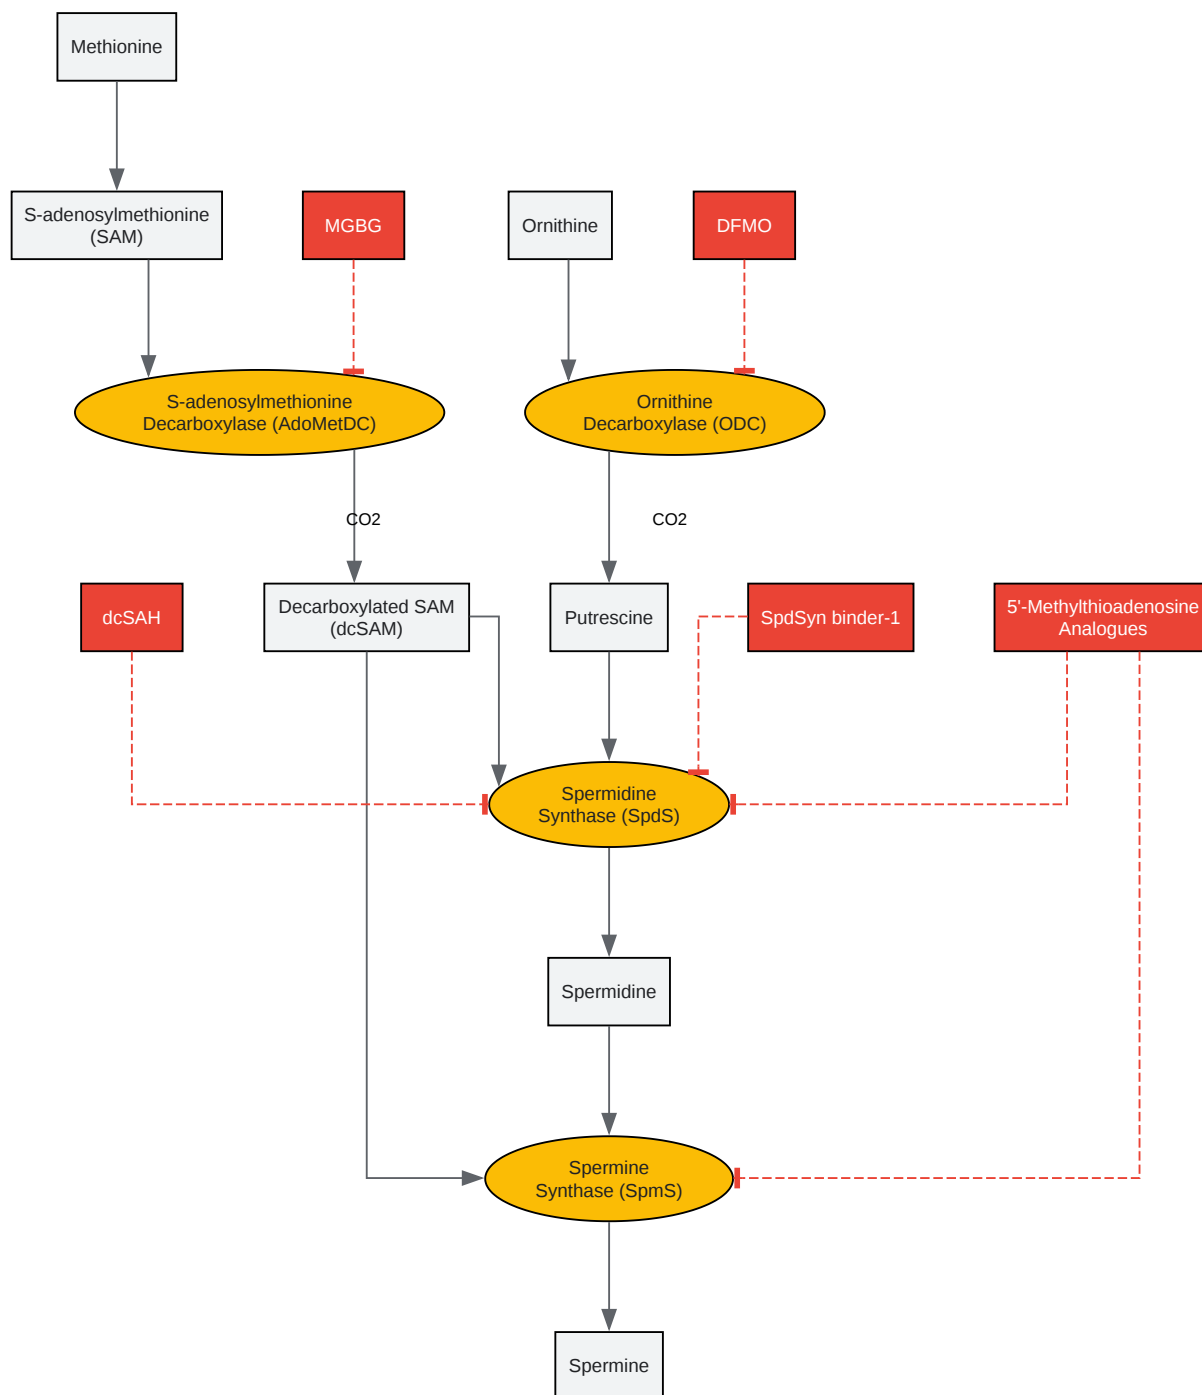 Methionine
S-adenosylmethionine
(SAM)
MGBG
Ornithine
DFMO
S-adenosylmethionine
Decarboxylase (AdoMetDC)
Ornithine
Decarboxylase (ODC)
CO2
CO2
dcSAH
Decarboxylated SAM
(dcSAM)
Putrescine
SpdSyn binder-1
5'-Methylthioadenosine
Analogues
Spermidine
Synthase (SpdS)
Spermidine
Spermine
Synthase (SpmS)
Spermine